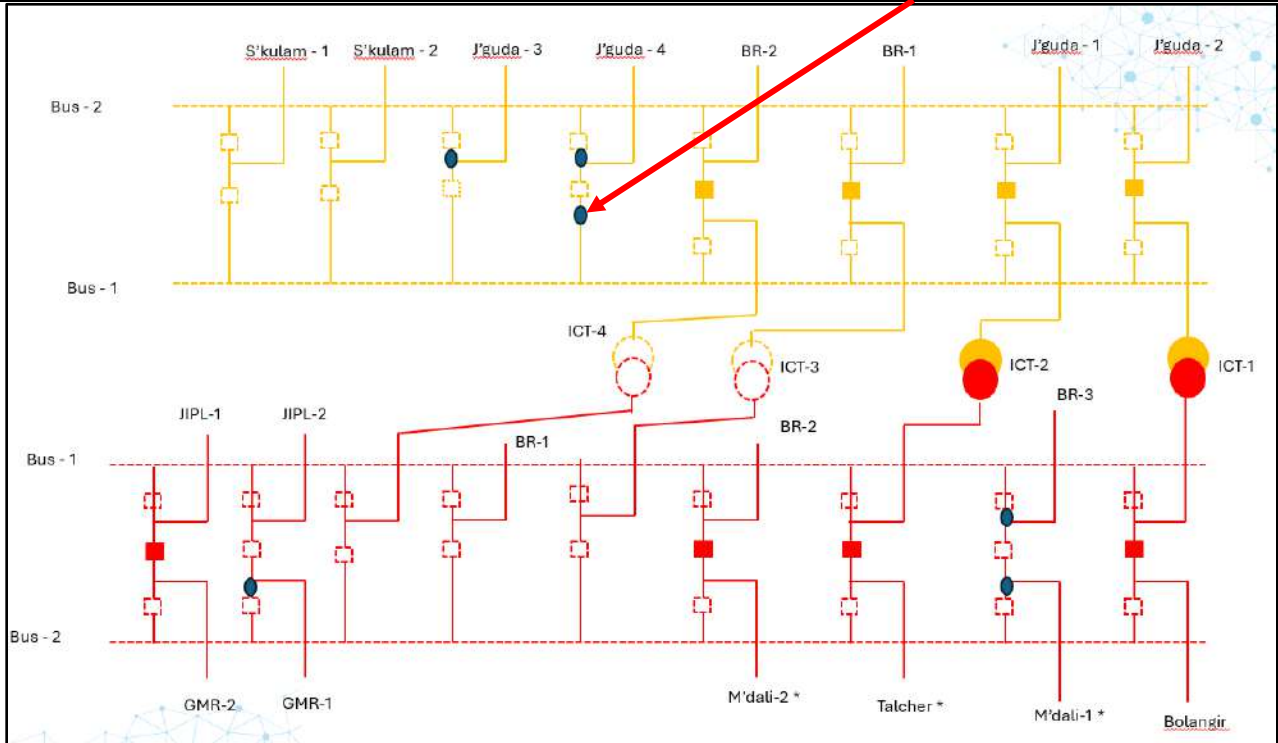 S'kulam - 1
S'kulam - 2
J'guda - 3
J'guda - 4
BR-2
BR-1
J'guda - 1
J'guda - 2
Bus - 2
Bus - 1
ICT-4
ICT-3
ICT-2
ICT-1
JIPL-1
JIPL-2
BR-1
BR-2
BR-3
Bus - 1
Bus - 2
GMR-2
GMR-1
M'dali-2 *
Talcher *
M'dali-1 *
Bolangir